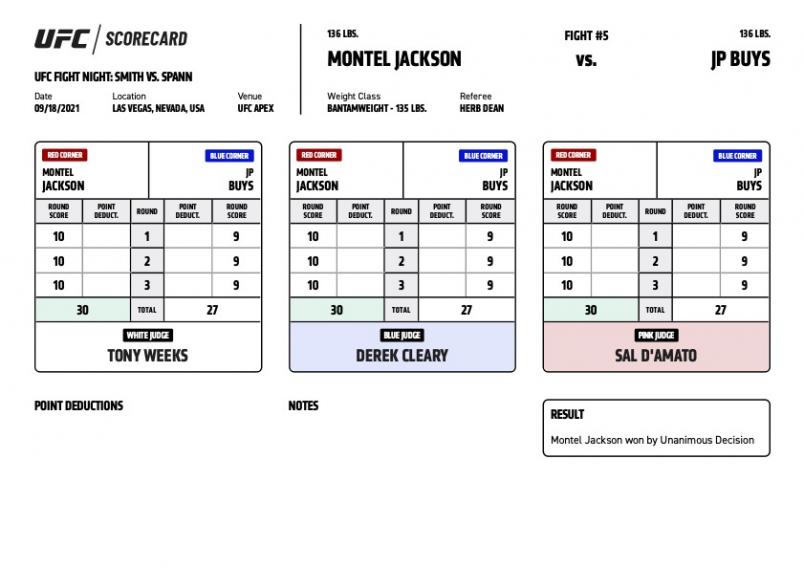 UFC / SCORECARD
UFC FIGHT NIGHT: SMITH VS. SPANN
Date Location Venue
09/18/2021 LAS VEGAS, NEVADA, USA UFC APEX
136 LBS. FIGHT #5 136 LBS.
MONTEL JACKSON vs. JP BUYS
Weight Class Referee
BANTAMWEIGHT - 135 LBS. HERB DEAN
RED CORNER BLUE CORNER
MONTEL JP
JACKSON BUYS
ROUND SCORE POINT DEDUCT. ROUND POINT DEDUCT. ROUND SCORE
10 1 9
10 2 9
10 3 9
30 TOTAL 27
WHITE JUDGE
TONY WEEKS
RED CORNER BLUE CORNER
MONTEL JP
JACKSON BUYS
ROUND SCORE POINT DEDUCT. ROUND POINT DEDUCT. ROUND SCORE
10 1 9
10 2 9
10 3 9
30 TOTAL 27
BLUE JUDGE
DEREK CLEARY
RED CORNER BLUE CORNER
MONTEL JP
JACKSON BUYS
ROUND SCORE POINT DEDUCT. ROUND POINT DEDUCT. ROUND SCORE
10 1 9
10 2 9
10 3 9
30 TOTAL 27
PINK JUDGE
SAL D'AMATO
POINT DEDUCTIONS
NOTES
RESULT
Montel Jackson won by Unanimous Decision